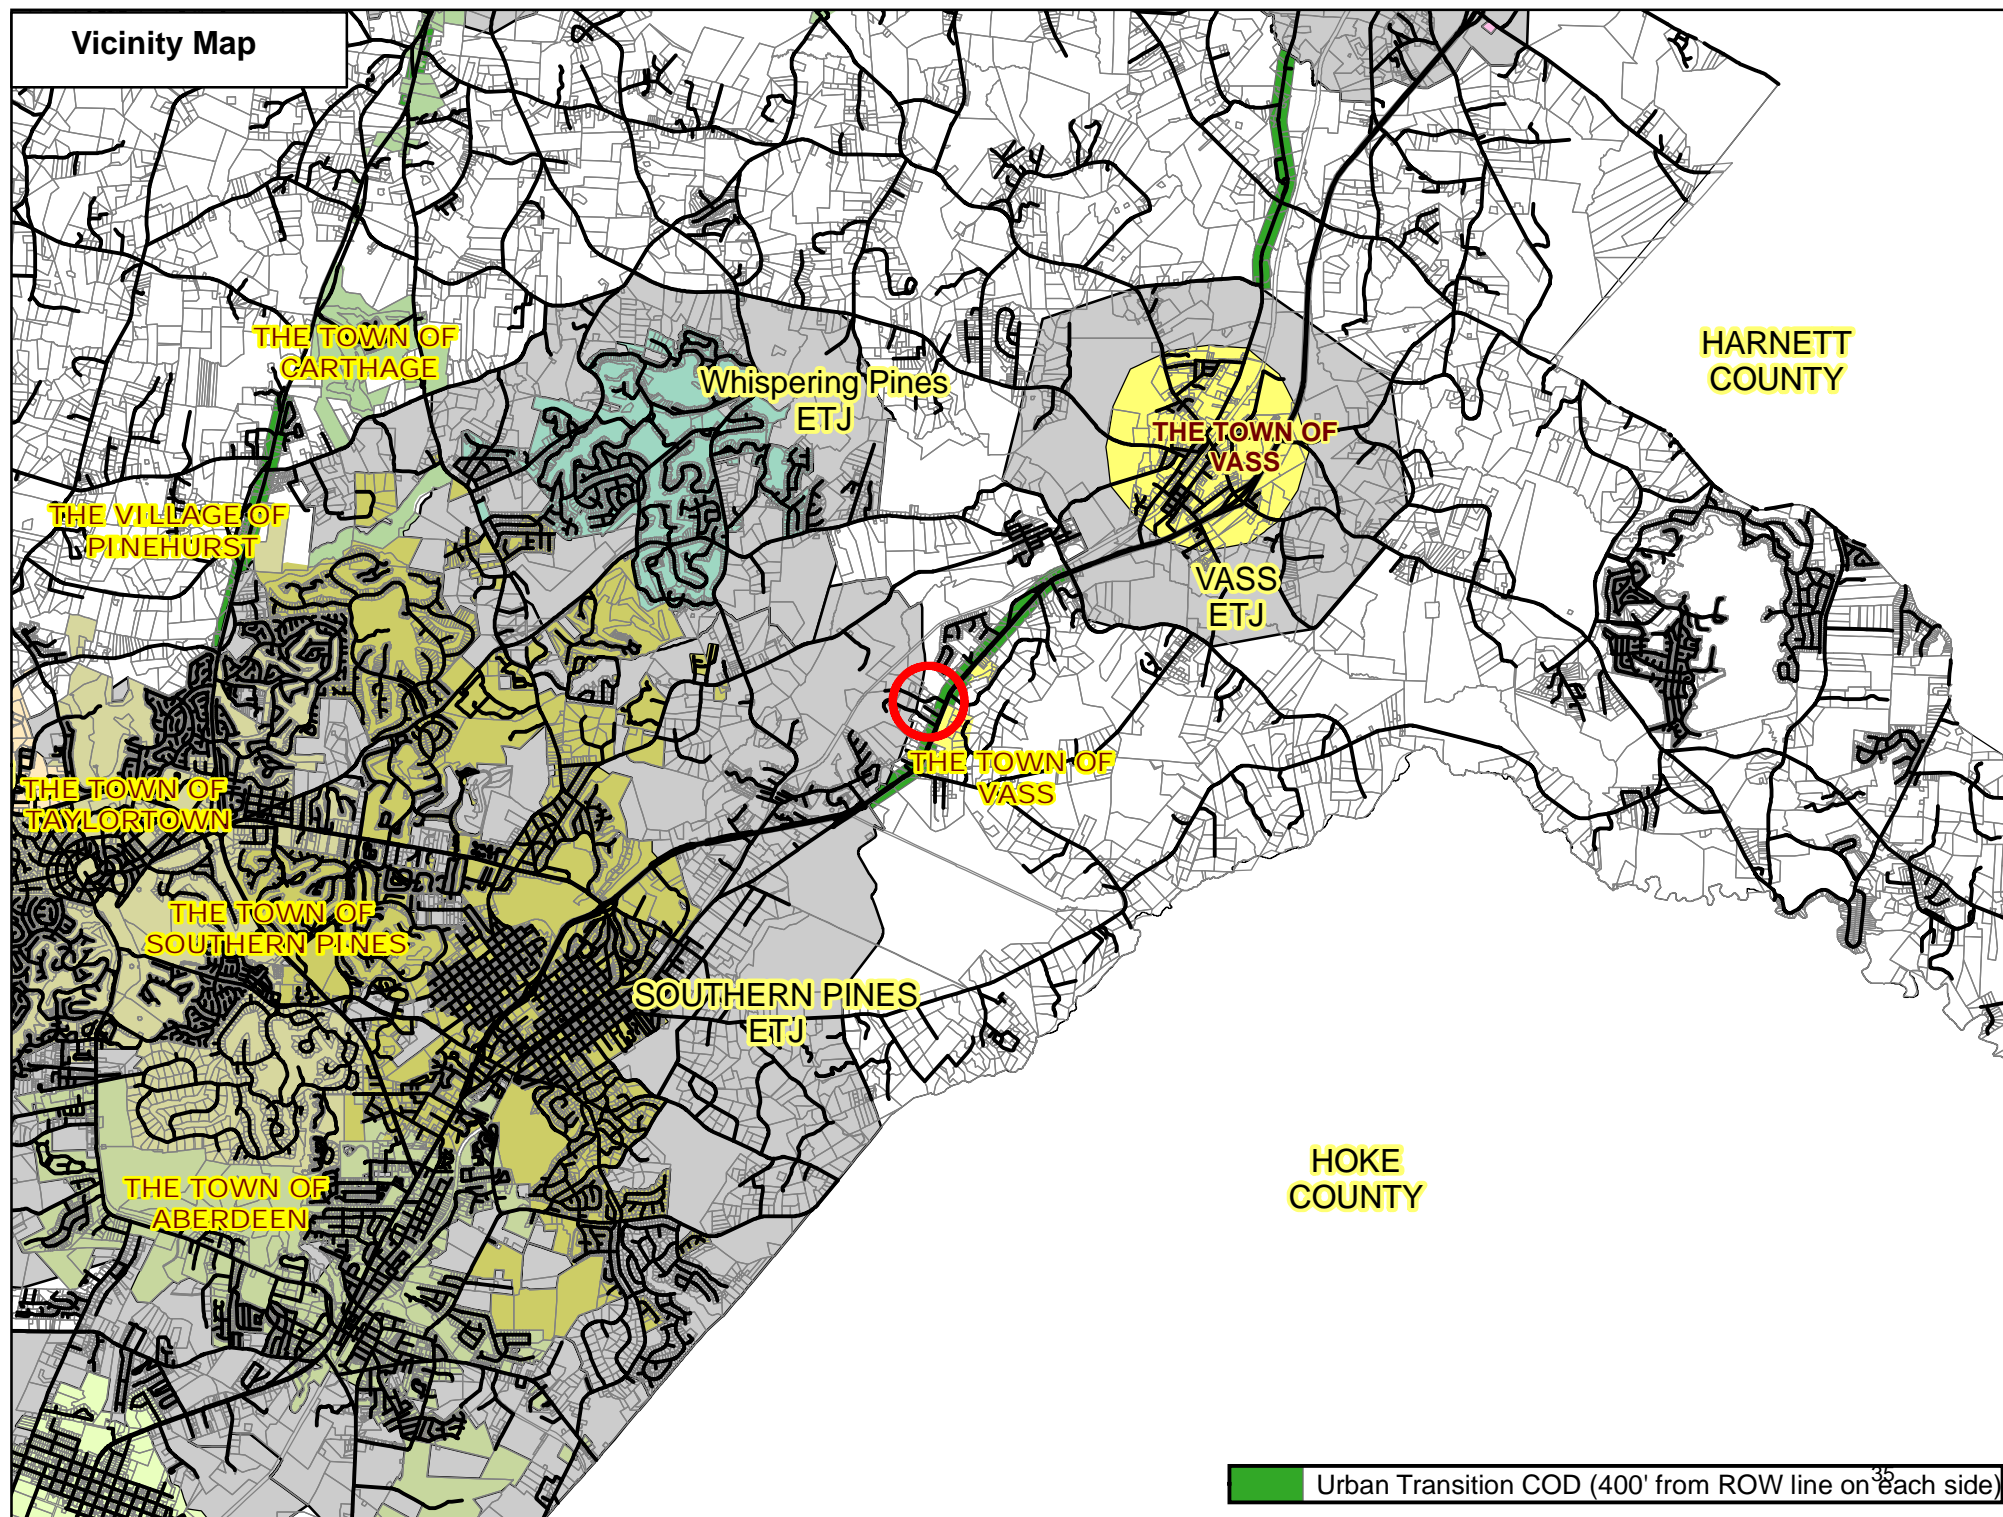 Vicinity Map
THE TOWN OF
CARTHAGE
Whispering Pines
ETJ
HARNETT
COUNTY
THE TOWN OF
VASS
THE VILLAGE OF
PINEHURST
VASS
ETJ
THE TOWN OF
VASS
THE TOWN OF
TAYLORTOWN
THE TOWN OF
SOUTHERN PINES
SOUTHERN PINES
ETJ
HOKE
COUNTY
THE TOWN OF
ABERDEEN
35
Urban Transition COD (400' from ROW line on each side)